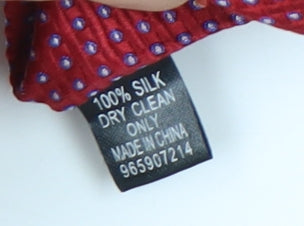 100% SILK
DRY CLEAN
ONLY
MADE IN CHINA
965907214